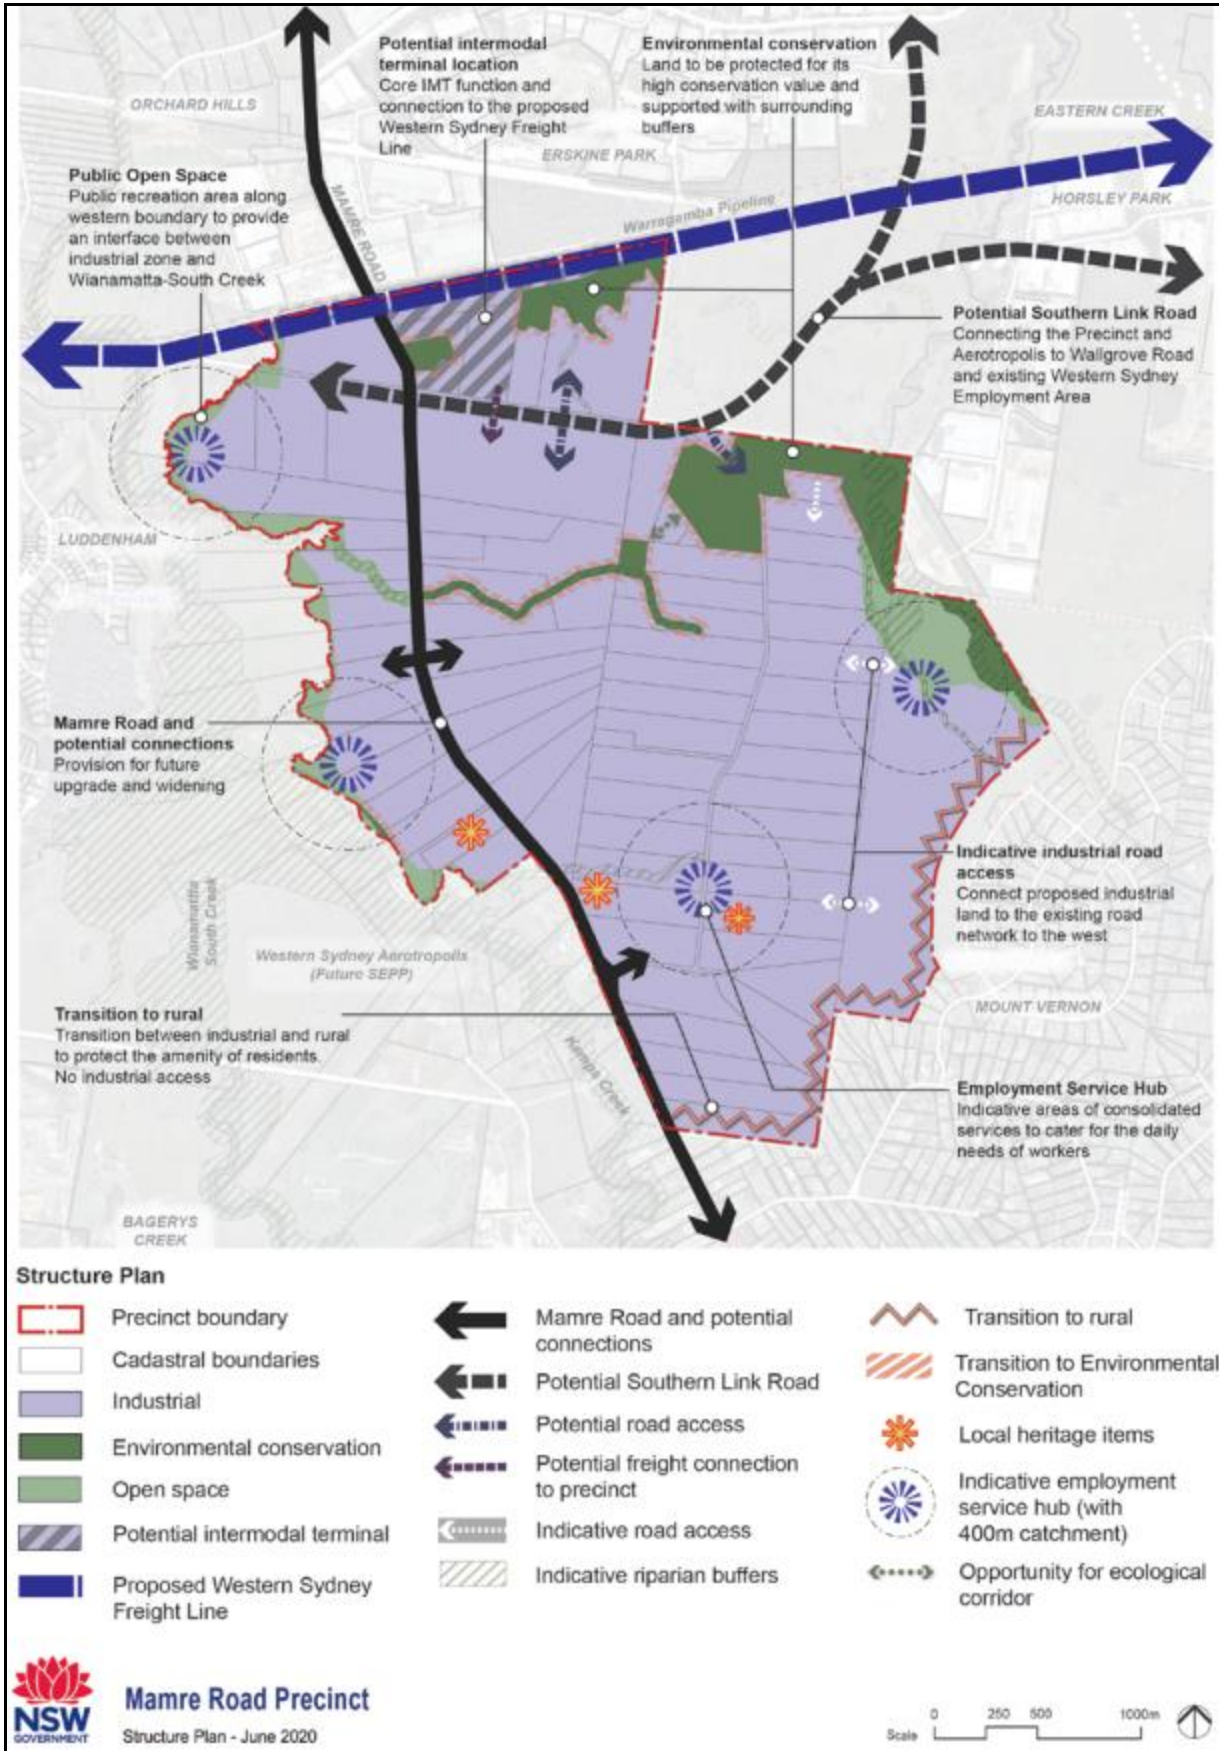 Potential intermodal
terminal location
Core IMT function and
connection to the proposed
Western Sydney Freight
Line
Environmental conservation
Land to be protected for its
high conservation value and
supported with surrounding
buffers
ORCHARD HILLS
EASTERN CREEK
ERSKINE PARK
HORSLEY PARK
Public Open Space
Public recreation area along
western boundary to provide
an interface between
industrial zone and
Wianamatta-South Creek
MAMRE ROAD
Warragamba Pipeline
Potential Southern Link Road
Connecting the Precinct and
Aerotropolis to Wallgrove Road
and existing Western Sydney
Employment Area
LUDDENHAM
Mamre Road and
potential connections
Provision for future
upgrade and widening
Indicative industrial road
access
Connect proposed industrial
land to the existing road
network to the west
Wianamatta
South Creek
Western Sydney Aerotropolis
(Future SEPP)
MOUNT VERNON
Transition to rural
Transition between industrial and rural
to protect the amenity of residents.
No industrial access
Kemps Creek
Employment Service Hub
Indicative areas of consolidated
services to cater for the daily
needs of workers
BAGERYS
CREEK
Structure Plan
Precinct boundary
Cadastral boundaries
Industrial
Environmental conservation
Open space
Potential intermodal terminal
Proposed Western Sydney
Freight Line
Mamre Road and potential
connections
Potential Southern Link Road
Potential road access
Potential freight connection
to precinct
Indicative road access
Indicative riparian buffers
Transition to rural
Transition to Environmental
Conservation
Local heritage items
Indicative employment
service hub (with
400m catchment)
Opportunity for ecological
corridor
NSW
GOVERNMENT
Mamre Road Precinct
Structure Plan - June 2020
Scale
0 250 500 1000m